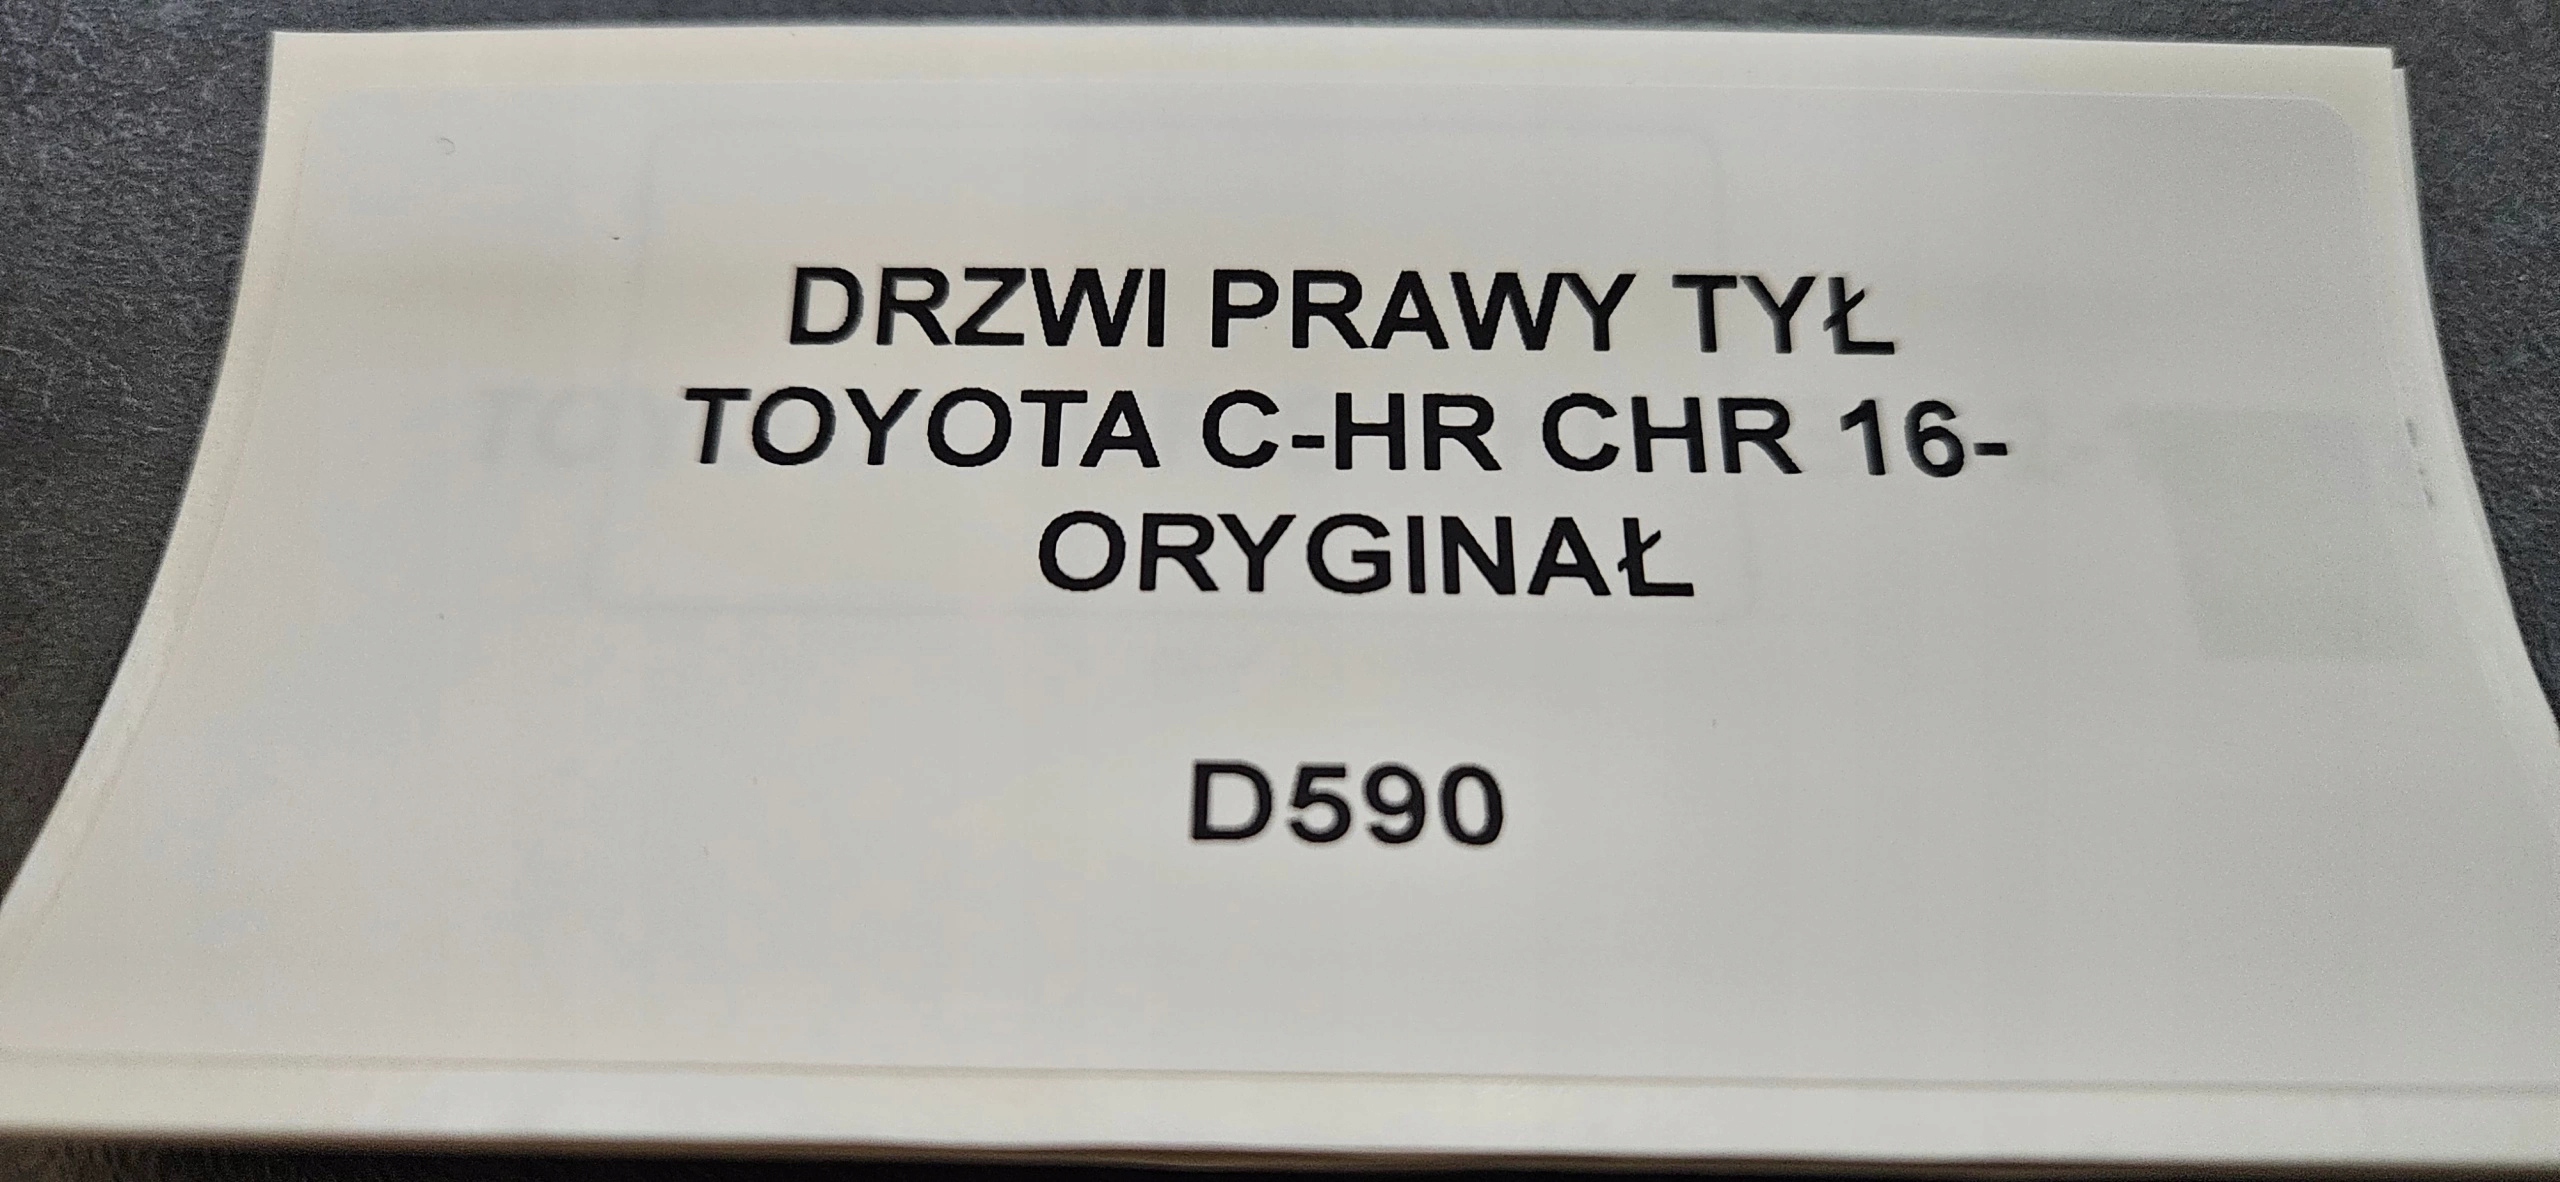 DRZWI PRAWY TYŁ
TOYOTA C-HR CHR 16-
ORYGINAŁ
D590